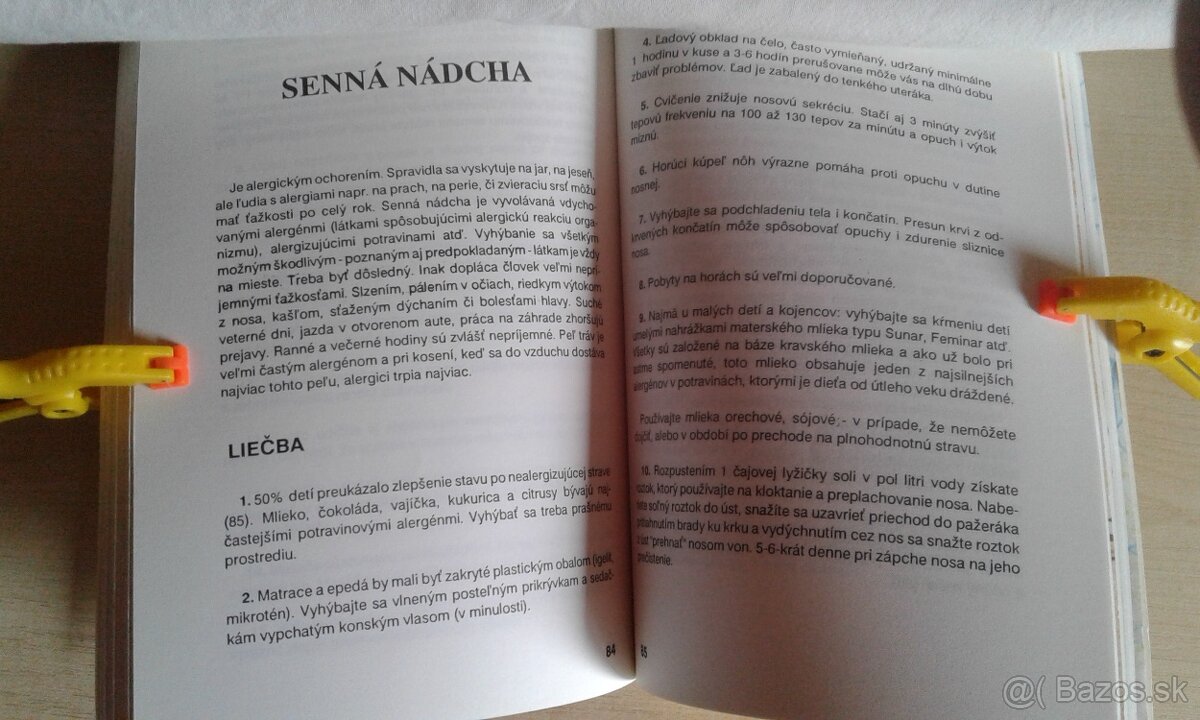 SENNÁ NÁDCHA
Je alergickým ochorením. Spravidla sa vyskytuje na jar, na jeseň,
ale ľudia s alergiami napr. na prach, na perie, či zvieraciu srsť môžu
mať ťažkosti po celý rok. Senná nádcha je vyvolávaná vdycho-
vanými alergénmi (látkami spôsobujúcimi alergickú reakciu orga-
nizmu), alergizujúcimi potravinami atď. Vyhýbanie sa všetkým
možným škodlivým - poznaným aj predpokladaným - látkam je vždy
na mieste. Treba byť dôsledný. Inak dopláca človek veľmi neprí-
jemnými ťažkosťami. Slzením, pálením v očiach, riedkym výtokom
z nosa, kašľom, sťaženým dýchaním či bolesťami hlavy. Suché
veterné dni, jazda v otvorenom aute, práca na záhrade zhoršujú
prejavy. Ranné a večerné hodiny sú zvlášť nepríjemné. Peľ tráv je
veľmi častým alergénom a pri kosení, keď sa do vzduchu dostáva
najviac tohto peľu, alergici trpia najviac.
LIEČBA
1. 50% detí preukázalo zlepšenie stavu po nealergizujúcej strave
(85). Mlieko, čokoláda, vajíčka, kukurica a citrusy bývajú naj-
častejšími potravinovými alergénmi. Vyhýbať sa treba prašnému
prostrediu.
2. Matrace a epedá by mali byť zakryté plastickým obalom (igelit,
mikrotén). Vyhýbajte sa vlneným posteľným prikrývkam a sedač-
kám vypchatým konským vlasom (v minulosti).
84
4. Ľadový obklad na čelo, často vymieňaný, udržaný minimálne
1 hodinu v kuse a 3-6 hodín prerušovane môže vás na dlhú dobu
zbaviť problémov. Ľad je zabalený do tenkého uteráka.
5. Cvičenie znižuje nosovú sekréciu. Stačí aj 3 minúty zvýšiť
tepovú frekveniu na 100 až 130 tepov za minútu a opuch i výtok
miznú.
6. Horúci kúpeľ nôh výrazne pomáha proti opuchu v dutine
nosnej.
7. Vyhýbajte sa podchladeniu tela i končatín. Presun krvi z od-
krvených končatín môže spôsobovať opuchy i zdurenie sliznice
nosa.
8. Pobyty na horách sú veľmi doporučované.
9. Najmä u malých detí a kojencov: vyhýbajte sa kŕmeniu detí
umelými nahrážkami materského mlieka typu Sunar, Feminar atď.
Všetky sú založené na báze kravského mlieka a ako už bolo pri
spomenuté, toto mlieko obsahuje jeden z najsilnejších
alergénov v potravinách, ktorými je dieťa od útleho veku dráždené.
Používajte mlieka orechové, sójové;- v prípade, že nemôžete
dojčiť, alebo v období po prechode na plnohodnotnú stravu.
10. Rozpustením 1 čajovej lyžičky soli v pol litri vody získate
roztok, ktorý používajte na kloktanie a preplachovanie nosa. Nabe-
soľný roztok do úst, snažíte sa uzavrieť priechod do pažeráka
pritiahnutím brady ku krku a vydýchnutím cez nos sa snažte roztok
z úst "prehnať" nosom von. 5-6-krát denne pri zápche nosa na jeho
prečistenie.
85
@( Bazos.sk